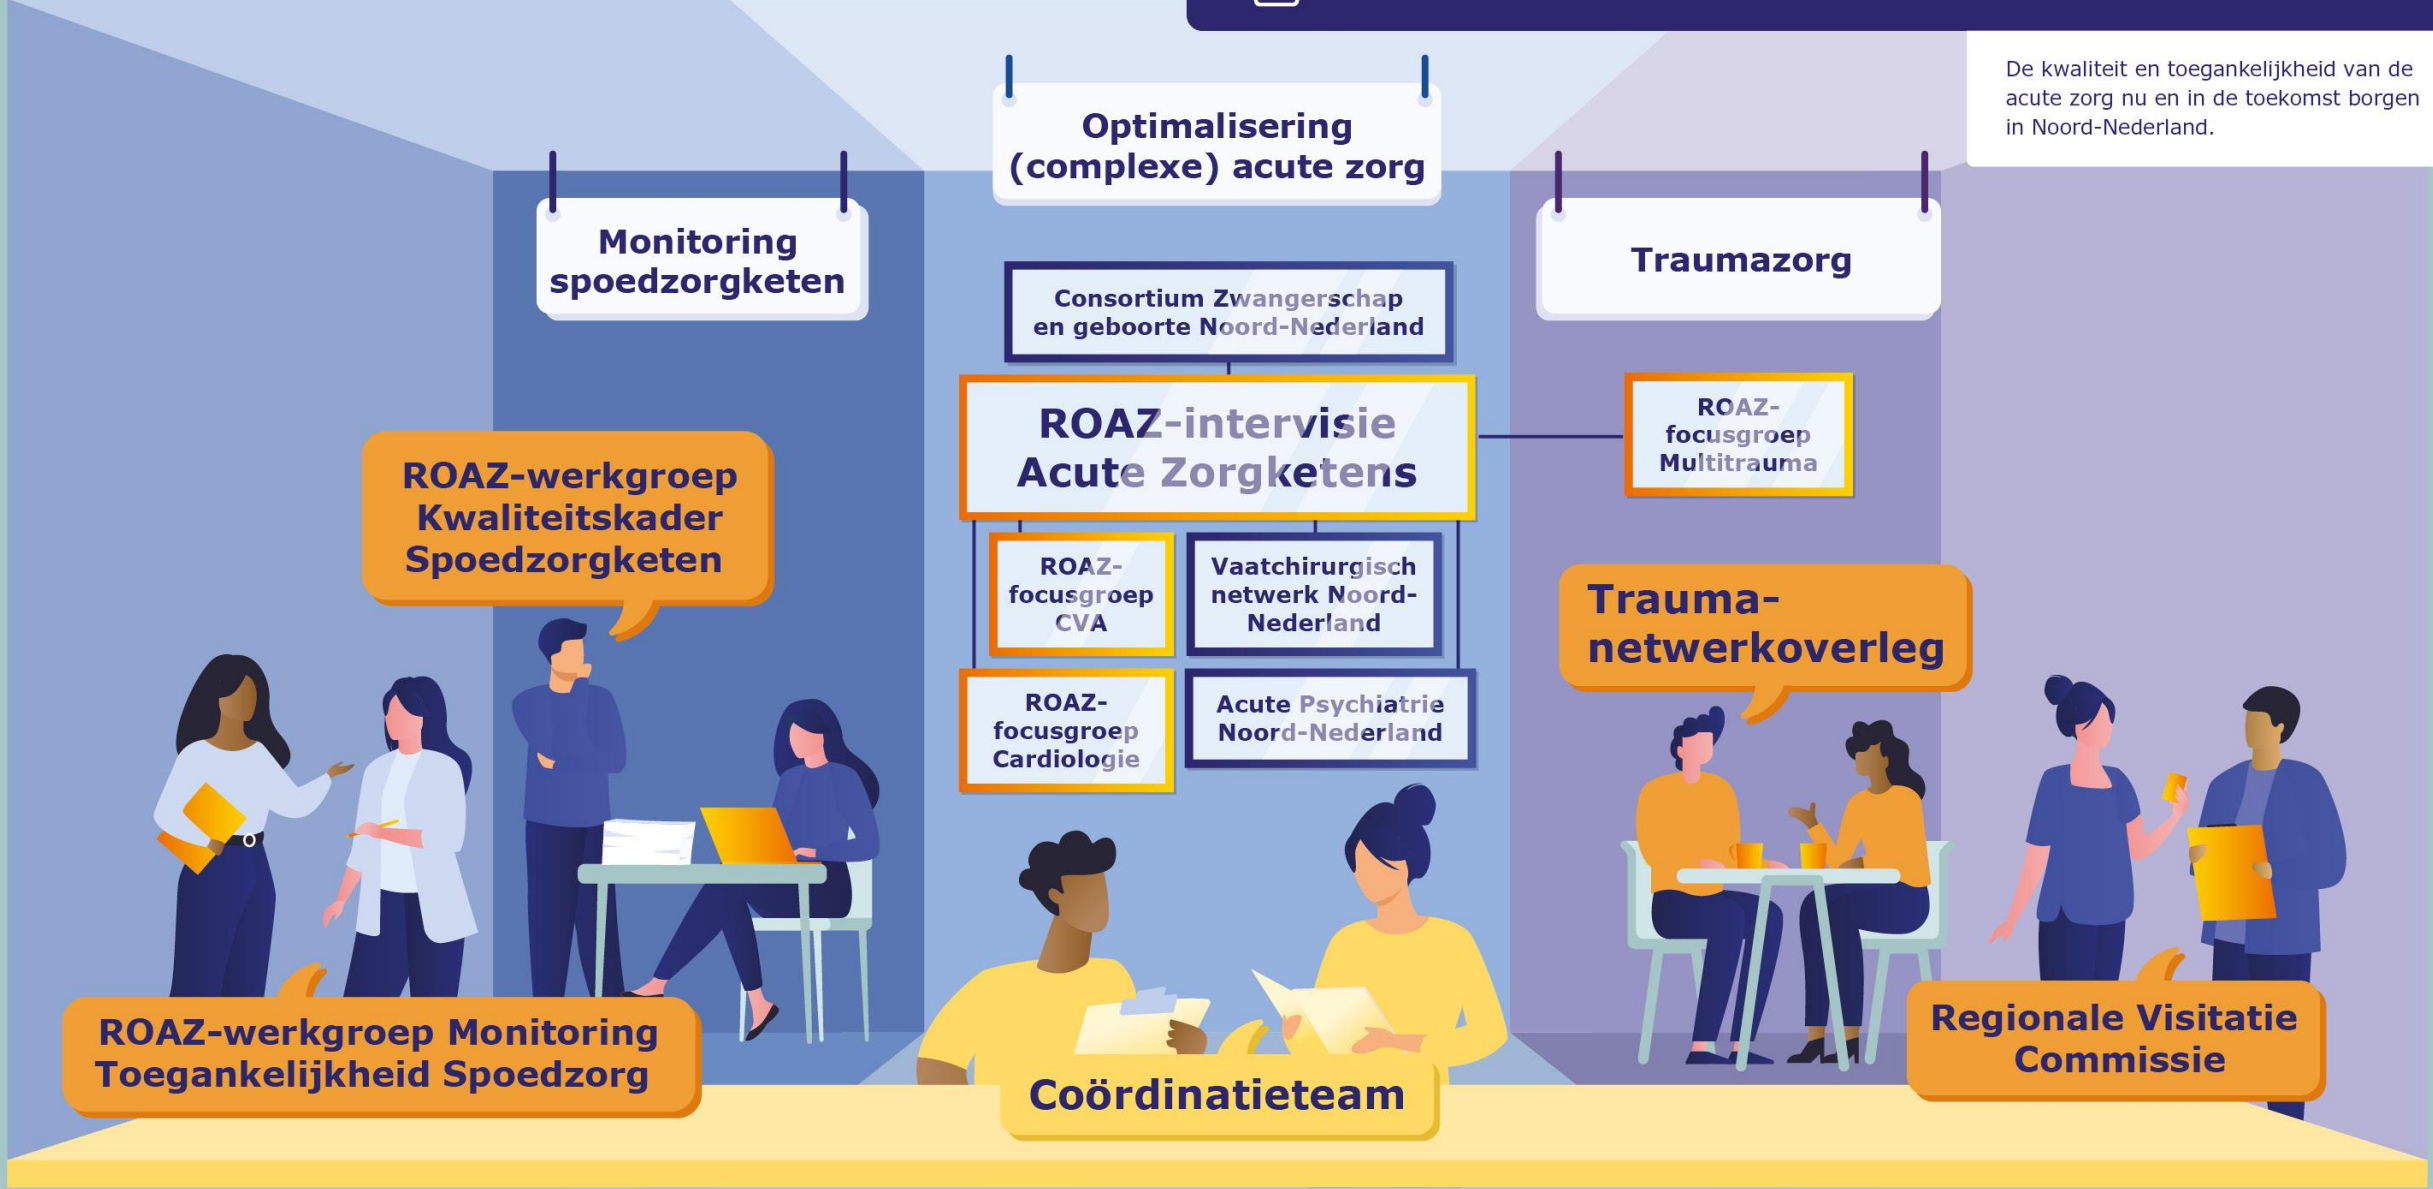 De kwaliteit en toegankelijkheid van de
acute zorg nu en in de toekomst borgen
in Noord-Nederland.
Optimalisering
(complexe) acute zorg
Monitoring
spoedzorgketen
Traumazorg
Consortium Zwangerschap
en geboorte Noord-Nederland
ROAZ-intervisie
Acute Zorgketens
ROAZ-
focusgroep
Multitrauma
ROAZ-werkgroep
Kwaliteitskader
Spoedzorgketen
ROAZ-
focusgroep
CVA
Vaatchirurgisch
netwerk Noord-
Nederland
Trauma-
netwerkoverleg
ROAZ-
focusgroep
Cardiologie
Acute Psychiatrie
Noord-Nederland
ROAZ-werkgroep Monitoring
Toegankelijkheid Spoedzorg
Coördinatieteam
Regionale Visitatie
Commissie